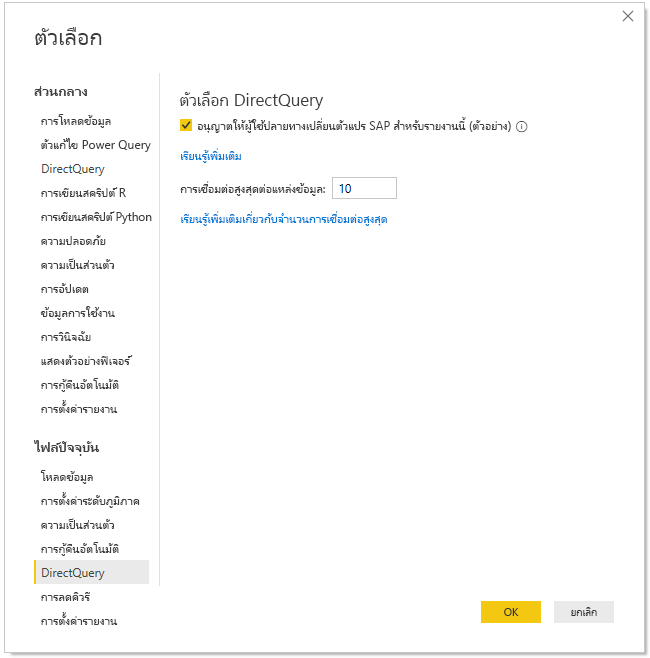 ตัวเลือก
ส่วนกลาง
การโหลดข้อมูล
ตัวแก้ไข Power Query
DirectQuery
การเขียนสคริปต์ R
การเขียนสคริปต์ Python
ความปลอดภัย
ความเป็นส่วนตัว
การอัปเดต
ข้อมูลการใช้งาน
การวินิจฉัย
แสดงตัวอย่างฟีเจอร์
การกู้คืนอัตโนมัติ
การตั้งค่ารายงาน
ไฟล์ปัจจุบัน
โหลดข้อมูล
การตั้งค่าระดับภูมิภาค
ความเป็นส่วนตัว
การกู้คืนอัตโนมัติ
DirectQuery
การลดคิวรี
การตั้งค่ารายงาน
ตัวเลือก DirectQuery
อนุญาตให้ผู้ใช้ปลายทางเปลี่ยนตัวแปร SAP สำหรับรายงานนี้ (ตัวอย่าง)
เรียนรู้เพิ่มเติม
การเชื่อมต่อสูงสุดต่อแหล่งข้อมูล: 10
เรียนรู้เพิ่มเติมเกี่ยวกับจำนวนการเชื่อมต่อสูงสุด
OK ยกเลิก